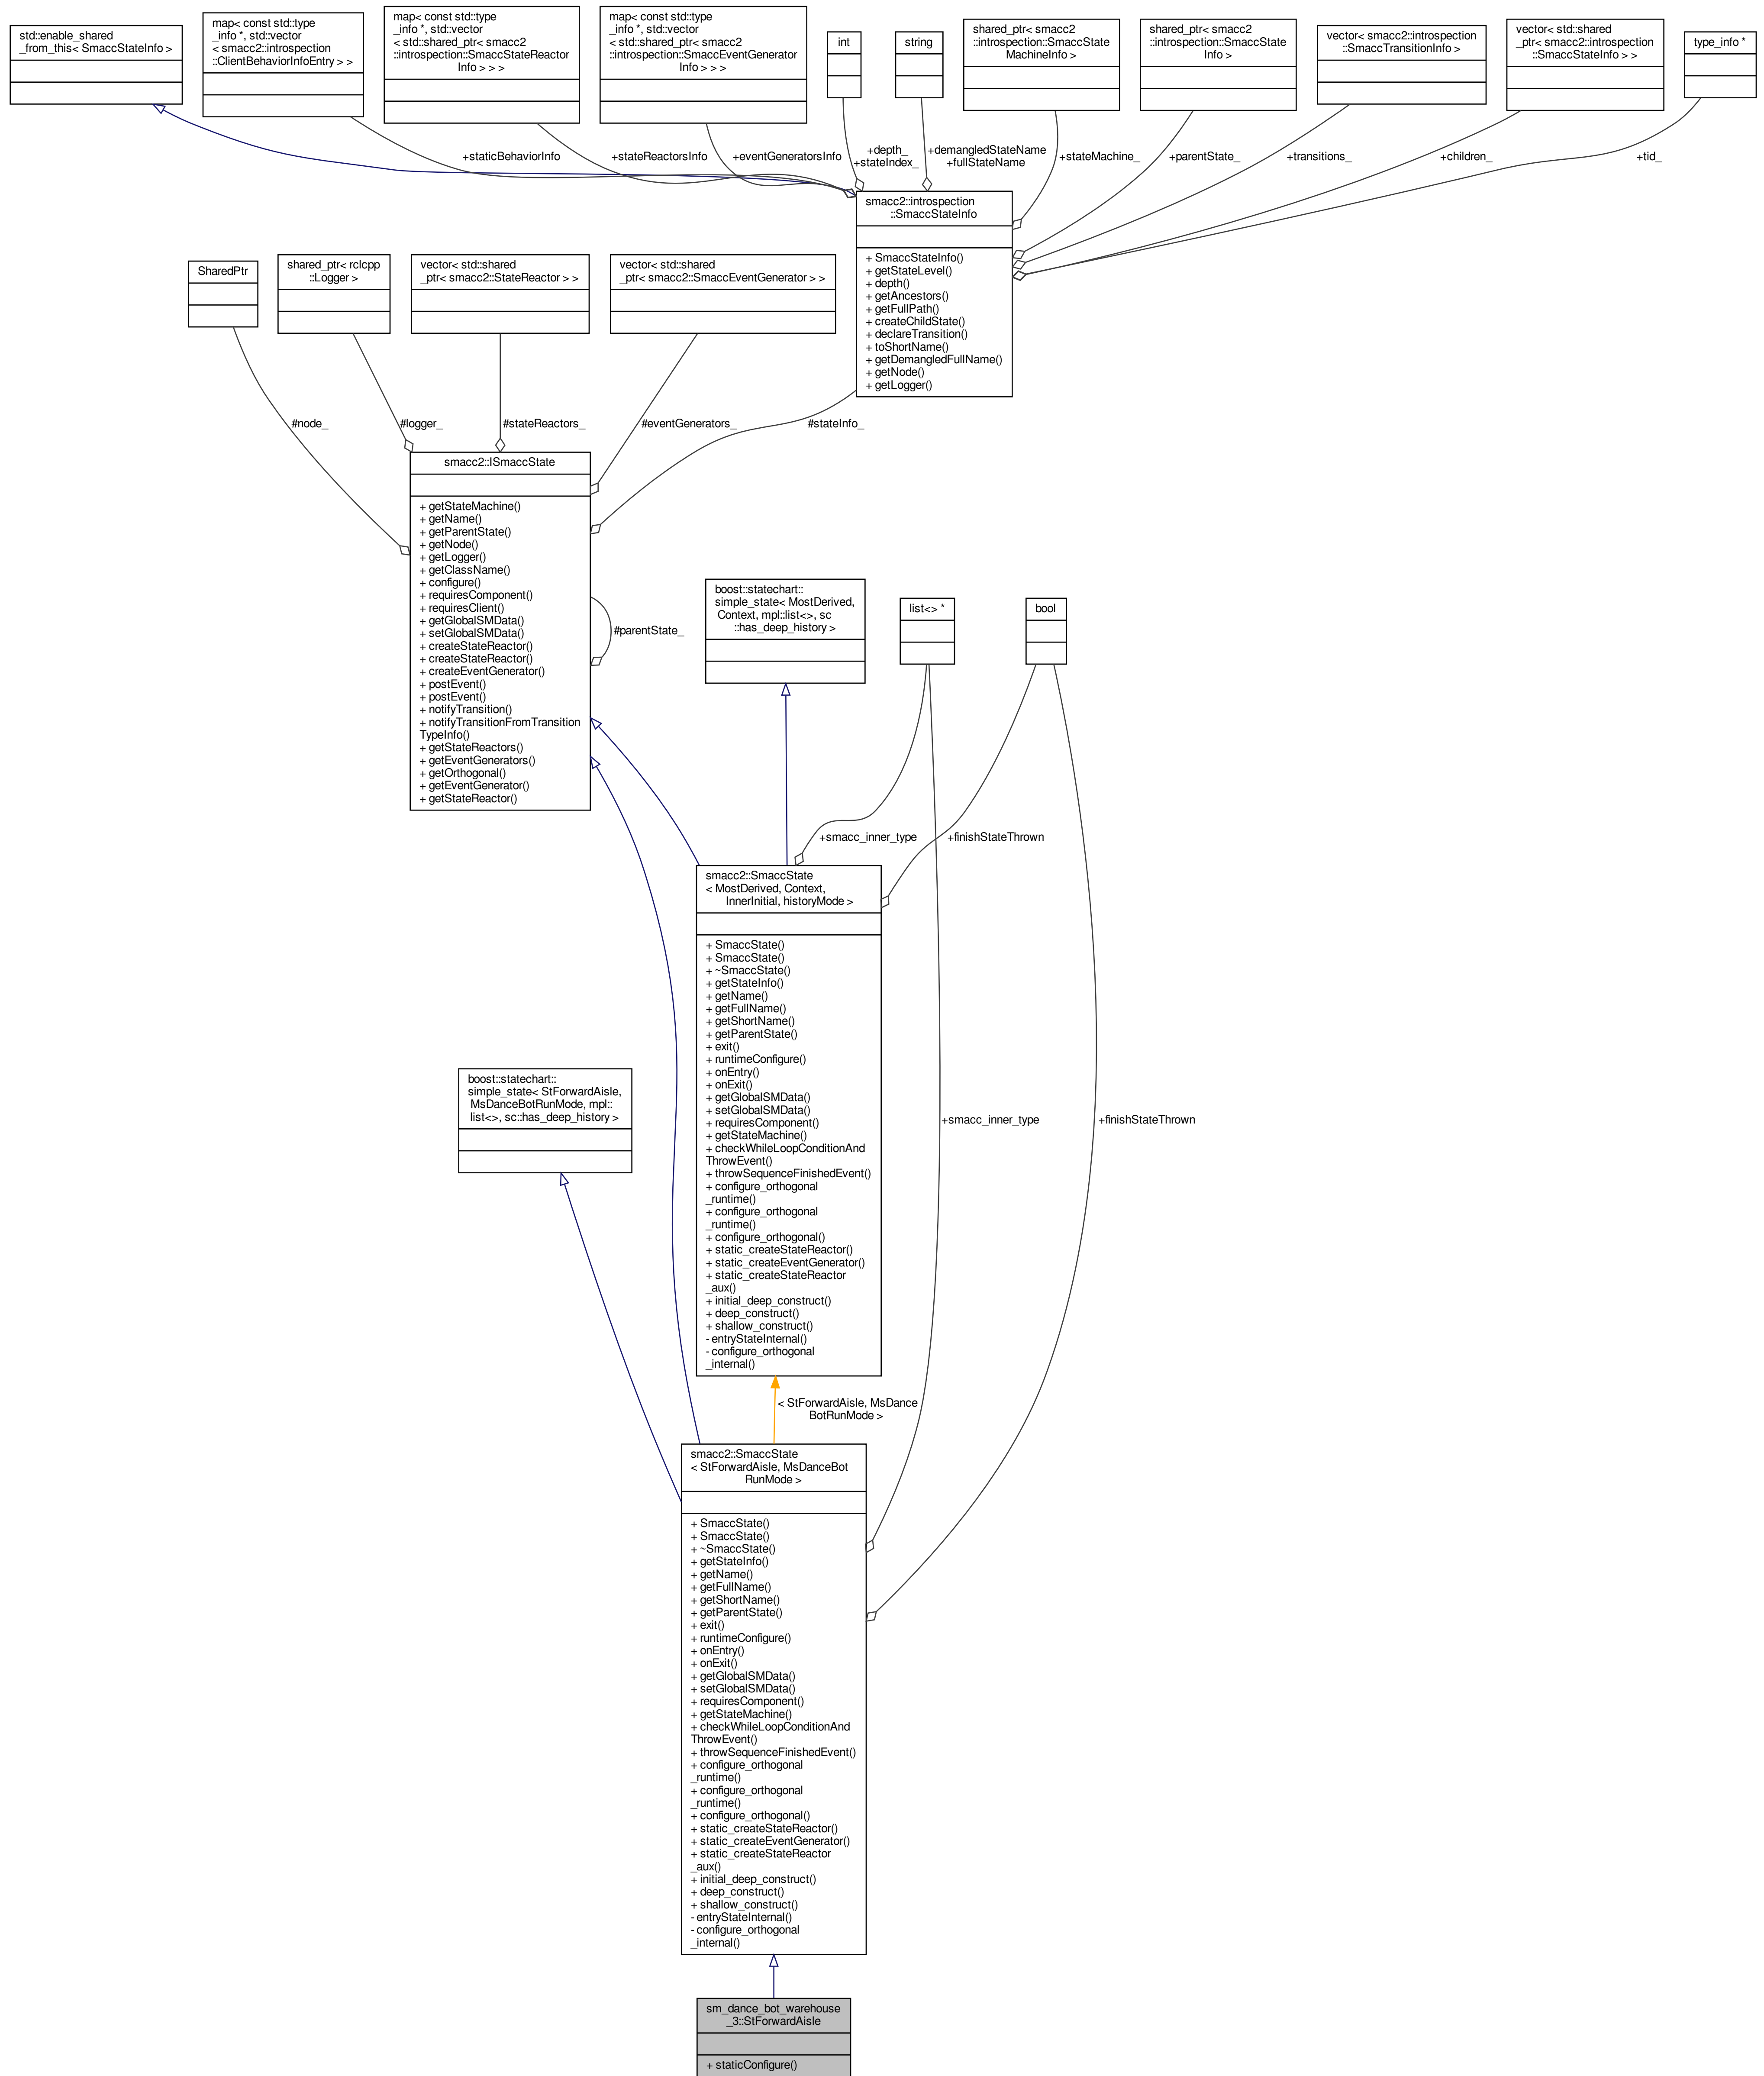 std::enable_shared
_from_this< SmaccStateInfo >
map< const std::type
_info *, std::vector
< smacc2::introspection
::ClientBehaviorInfoEntry > >
map< const std::type
_info *, std::vector
< std::shared_ptr< smacc2
::introspection::SmaccStateReactor
Info > > >
map< const std::type
_info *, std::vector
< std::shared_ptr< smacc2
::introspection::SmaccEventGenerator
Info > > >
int
string
shared_ptr< smacc2
::introspection::SmaccState
MachineInfo >
shared_ptr< smacc2
::introspection::SmaccState
Info >
vector< smacc2::introspection
::SmaccTransitionInfo >
vector< std::shared
_ptr< smacc2::introspection
::SmaccStateInfo > >
type_info *
+staticBehaviorInfo
+stateReactorsInfo
+eventGeneratorsInfo
+depth_
+stateIndex_
+demangledStateName
+fullStateName
+stateMachine_
+parentState_
+transitions_
+children_
+tid_
smacc2::introspection
::SmaccStateInfo
+ SmaccStateInfo()
+ getStateLevel()
+ depth()
+ getAncestors()
+ getFullPath()
+ createChildState()
+ declareTransition()
+ toShortName()
+ getDemangledFullName()
+ getNode()
+ getLogger()
SharedPtr
shared_ptr< rclcpp
::Logger >
vector< std::shared
_ptr< smacc2::StateReactor > >
vector< std::shared
_ptr< smacc2::SmaccEventGenerator > >
#node_
#logger_
#stateReactors_
#eventGenerators_
#stateInfo_
smacc2::ISmaccState
+ getStateMachine()
+ getName()
+ getParentState()
+ getNode()
+ getLogger()
+ getClassName()
+ configure()
+ requiresComponent()
+ requiresClient()
+ getGlobalSMData()
+ setGlobalSMData()
+ createStateReactor()
+ createStateReactor()
+ createEventGenerator()
+ postEvent()
+ postEvent()
+ notifyTransition()
+ notifyTransitionFromTransition
TypeInfo()
+ getStateReactors()
+ getEventGenerators()
+ getOrthogonal()
+ getEventGenerator()
+ getStateReactor()
#parentState_
boost::statechart::
simple_state< MostDerived,
Context, mpl::list<>, sc
::has_deep_history >
list<> *
bool
+smacc_inner_type
+finishStateThrown
smacc2::SmaccState
< MostDerived, Context,
InnerInitial, historyMode >
+ SmaccState()
+ SmaccState()
+ ~SmaccState()
+ getStateInfo()
+ getName()
+ getFullName()
+ getShortName()
+ getParentState()
+ exit()
+ runtimeConfigure()
+ onEntry()
+ onExit()
+ getGlobalSMData()
+ setGlobalSMData()
+ requiresComponent()
+ getStateMachine()
+ checkWhileLoopConditionAnd
ThrowEvent()
+ throwSequenceFinishedEvent()
+ configure_orthogonal
_runtime()
+ configure_orthogonal
_runtime()
+ configure_orthogonal()
+ static_createStateReactor()
+ static_createEventGenerator()
+ static_createStateReactor
_aux()
+ initial_deep_construct()
+ deep_construct()
+ shallow_construct()
- entryStateInternal()
- configure_orthogonal
_internal()
boost::statechart::
simple_state< StForwardAisle,
MsDanceBotRunMode, mpl::
list<>, sc::has_deep_history >
+smacc_inner_type
+finishStateThrown
< StForwardAisle, MsDance
BotRunMode >
smacc2::SmaccState
< StForwardAisle, MsDanceBot
RunMode >
+ SmaccState()
+ SmaccState()
+ ~SmaccState()
+ getStateInfo()
+ getName()
+ getFullName()
+ getShortName()
+ getParentState()
+ exit()
+ runtimeConfigure()
+ onEntry()
+ onExit()
+ getGlobalSMData()
+ setGlobalSMData()
+ requiresComponent()
+ getStateMachine()
+ checkWhileLoopConditionAnd
ThrowEvent()
+ throwSequenceFinishedEvent()
+ configure_orthogonal
_runtime()
+ configure_orthogonal
_runtime()
+ configure_orthogonal()
+ static_createStateReactor()
+ static_createEventGenerator()
+ static_createStateReactor
_aux()
+ initial_deep_construct()
+ deep_construct()
+ shallow_construct()
- entryStateInternal()
- configure_orthogonal
_internal()
sm_dance_bot_warehouse
_3::StForwardAisle
+ staticConfigure()